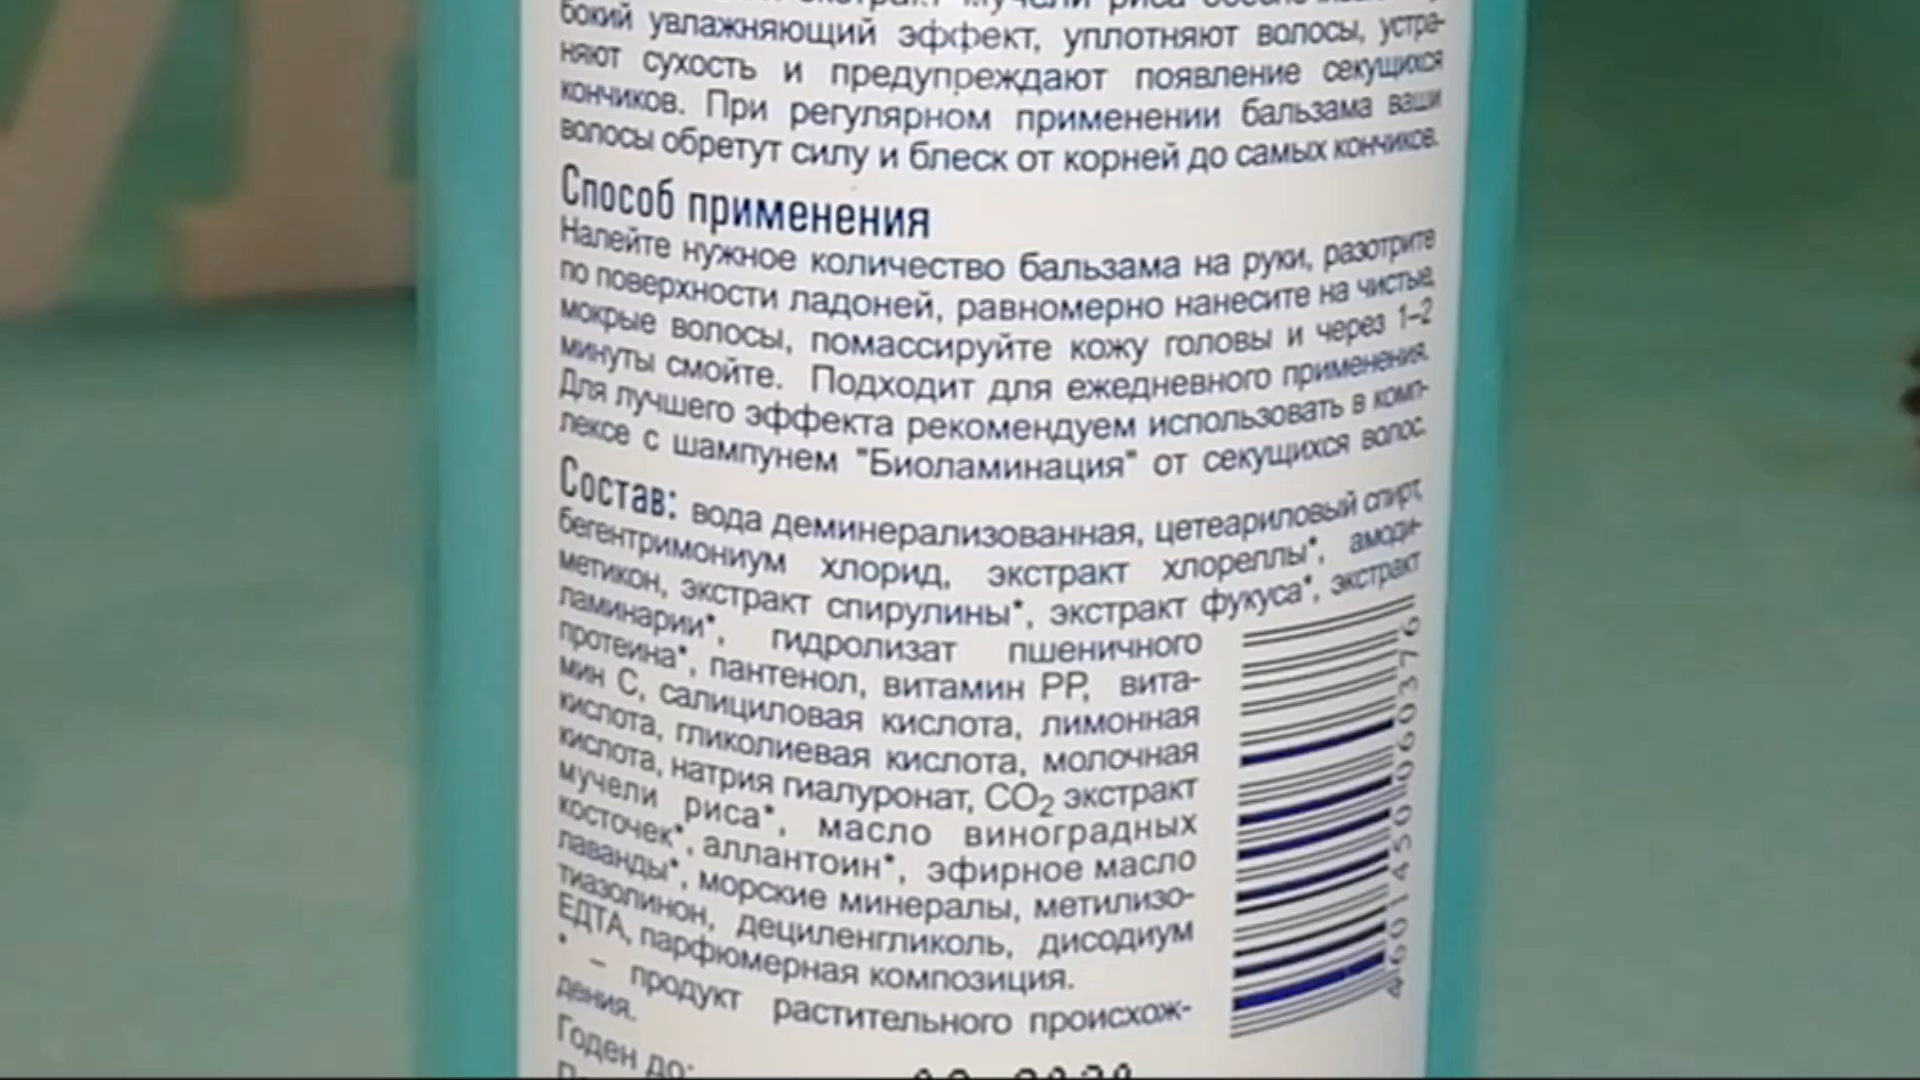 экстракт мучели риса
бокий увлажняющий эффект, уплотняют волосы, устра-
няют сухость и предупреждают появление секущихся
кончиков. При регулярном применении бальзама ваши
волосы обретут силу и блеск от корней до самых кончиков.
Способ применения
Налейте нужное количество бальзама на руки, разотрите
по поверхности ладоней, равномерно нанесите на чистые,
мокрые волосы, помассируйте кожу головы и через 1–2
минуты смойте. Подходит для ежедневного применения.
Для лучшего эффекта рекомендуем использовать в комп-
лексе с шампунем "Биоламинация" от секущихся волос.
Состав: вода деминерализованная, цетеариловый спирт,
бегентримониум хлорид, экстракт хлореллы*, амоди-
метикон, экстракт спирулины*, экстракт фукуса*, экстракт
ламинарии*, гидролизат пшеничного
протеина*, пантенол, витамин РР, вита-
мин С, салициловая кислота, лимонная
кислота, гликолиевая кислота, молочная
кислота, натрия гиалуронат, CO2 экстракт
мучели риса*, масло виноградных
косточек*, аллантоин*, эфирное масло
лаванды*, морские минералы, метилизо-
тиазолинон, дециленгликоль, дисодиум
ЕДТА, парфюмерная композиция.
* – продукт растительного происхож-
дения.
Годен до:
4601450060376